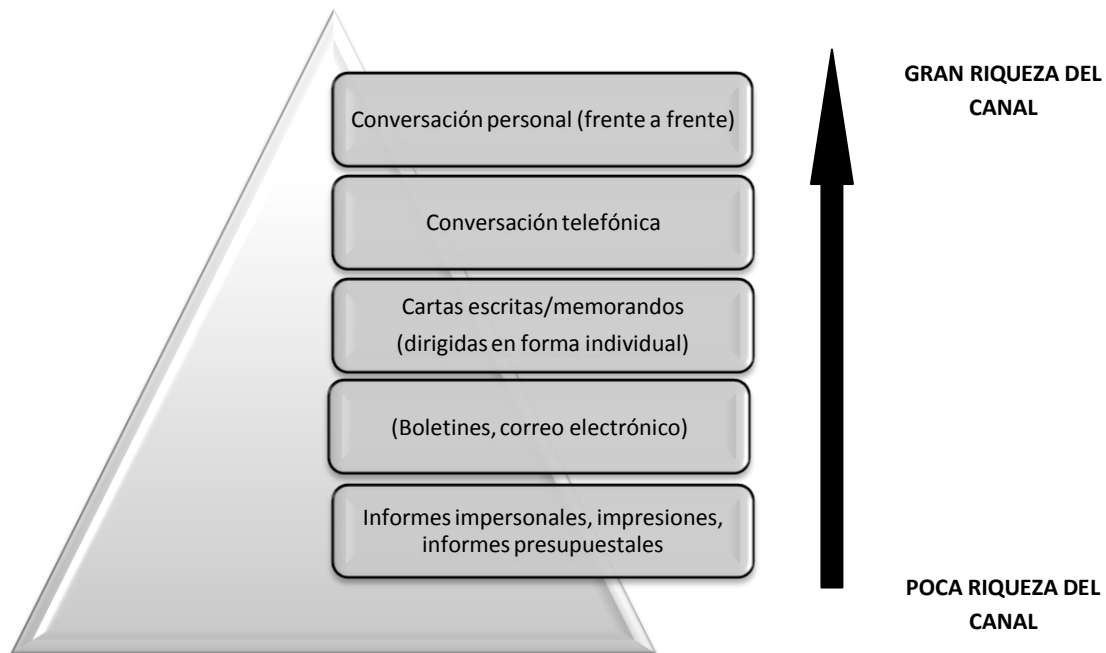 Conversación personal (frente a frente)
Conversación telefónica
Cartas escritas/memorandos
(dirigidas en forma individual)
(Boletines, correo electrónico)
Informes impersonales, impresiones,
informes presupuestales
GRAN RIQUEZA DEL
CANAL
POCA RIQUEZA DEL
CANAL